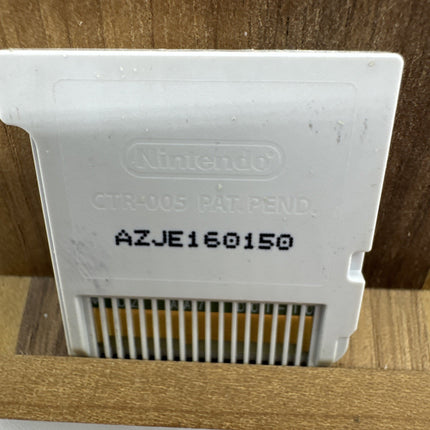 Nintendo
CTR-005 PAT PEND.
AZJE160150